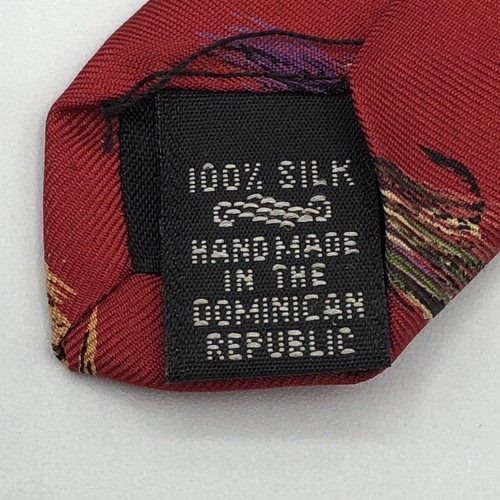 100% SILK
HAND MADE
IN THE
DOMINICAN
REPUBLIC